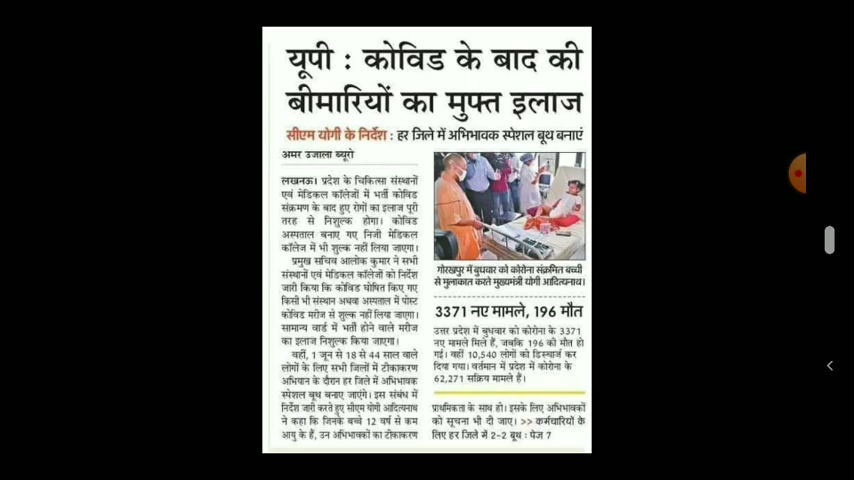 यूपी : कोविड के बाद की
बीमारियों का मुफ्त इलाज
सीएम योगी के निर्देश : हर जिले में अभिभावक स्पेशल बूथ बनाएं
अमर उजाला ब्यूरो
लखनऊ। प्रदेश के चिकित्सा संस्थानों
एवं मेडिकल कॉलेजों में भर्ती कोविड
संक्रमण के बाद हुए रोगों का इलाज पूरी
तरह से निशुल्क होगा। कोविड
अस्पताल बनाए गए निजी मेडिकल
कॉलेज में भी शुल्क नहीं लिया जाएगा।
प्रमुख सचिव आलोक कुमार ने सभी
संस्थानों एवं मेडिकल कॉलेजों को निर्देश
जारी किया कि कोविड घोषित किए गए
किसी भी संस्थान अथवा अस्पताल में पोस्ट
कोविड मरीज से शुल्क नहीं लिया जाएगा।
सामान्य वार्ड में भर्ती होने वाले मरीज
का इलाज निशुल्क किया जाएगा।
वहीं, 1 जून से 18 से 44 साल वाले
लोगों के लिए सभी जिलों में टीकाकरण
अभियान के दौरान हर जिले में अभिभावक
स्पेशल बूथ बनाए जाएंगे। इस संबंध में
निर्देश जारी करते हुए सीएम योगी आदित्यनाथ
ने कहा कि जिनके बच्चे 12 वर्ष से कम
आयु के हैं, उन अभिभावकों का टीकाकरण
गोरखपुर में बुधवार को कोरोना संक्रमित बच्ची
से मुलाकात करते मुख्यमंत्री योगी आदित्यनाथ।
3371 नए मामले, 196 मौत
उत्तर प्रदेश में बुधवार को कोरोना के 3371
नए मामले मिले हैं, जबकि 196 की मौत हो
गई। वहीं 10,540 लोगों को डिस्चार्ज कर
दिया गया। वर्तमान में प्रदेश में कोरोना के
62,271 सक्रिय मामले हैं।
प्राथमिकता के साथ हो। इसके लिए अभिभावकों
को सूचना भी दी जाए। >> कर्मचारियों के
लिए हर जिले में 2-2 बूथ : पेज 7